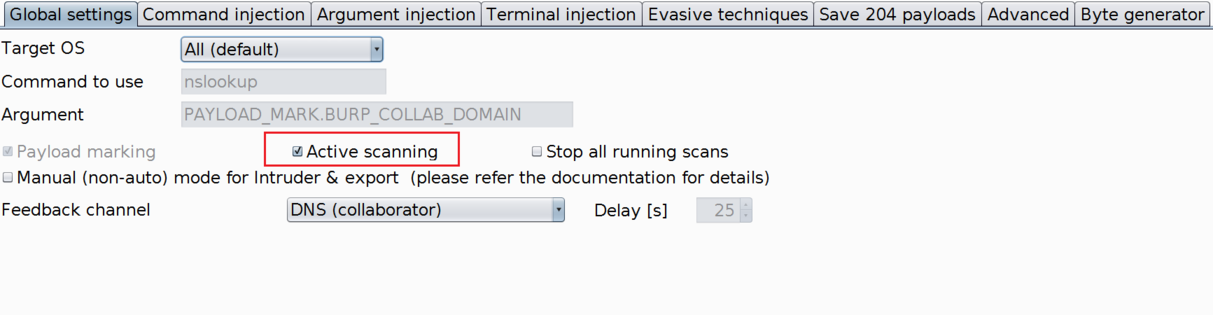 Global settings Command injection Argument injection Terminal injection Evasive techniques Save 204 payloads Advanced Byte generator
Target OS All (default)
Command to use nslookup
Argument PAYLOAD_MARK.BURP_COLLAB_DOMAIN
Payload marking Active scanning Stop all running scans
Manual (non-auto) mode for Intruder & export (please refer the documentation for details)
Feedback channel DNS (collaborator) Delay [s] 25